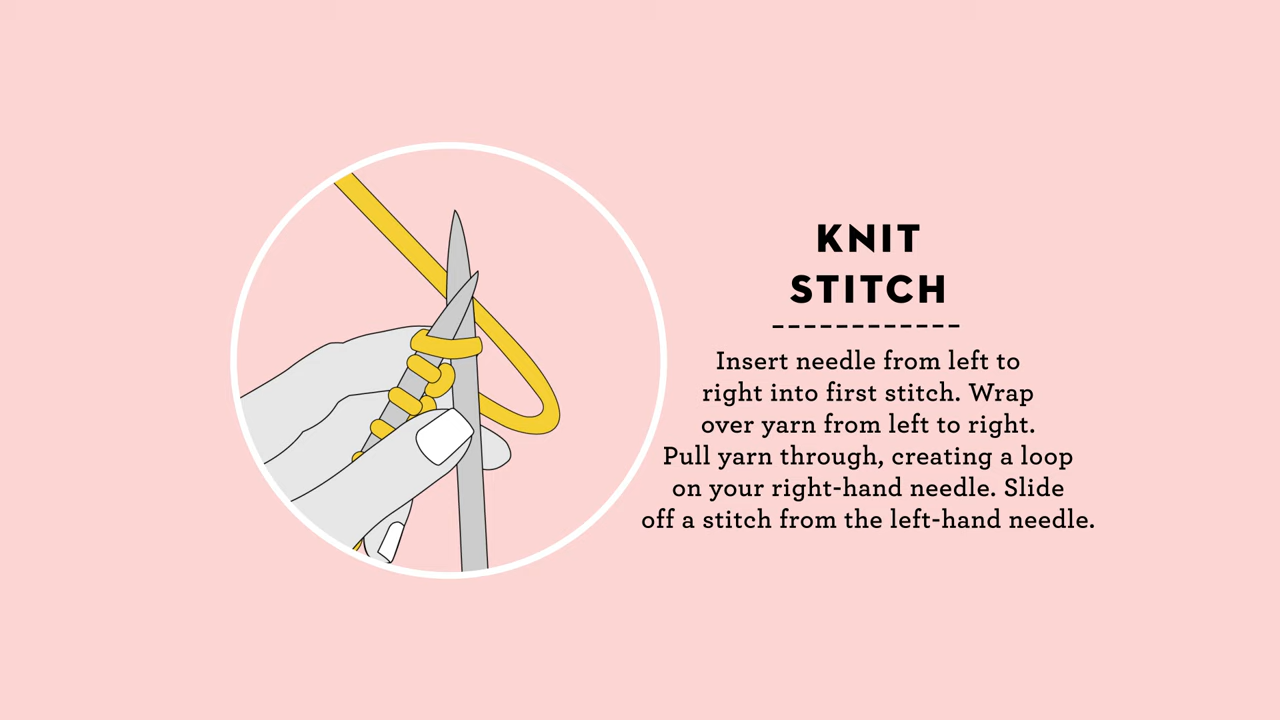 KNIT
STITCH
Insert needle from left to
right into first stitch. Wrap
over yarn from left to right.
Pull yarn through, creating a loop
on your right-hand needle. Slide
off a stitch from the left-hand needle.